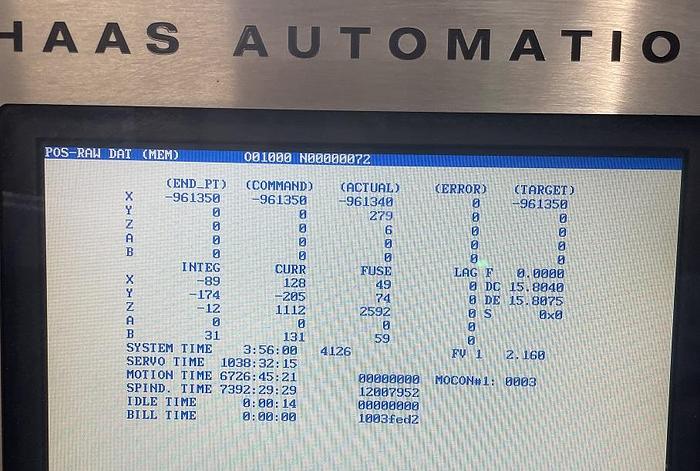 HAAS AUTOMATIO
POS-RAW DAT (MEM) O01000 N00000072
(END_PT) (COMMAND) (ACTUAL) (ERROR) (TARGET)
X -961350 -961350 -961340 0 -961350
Y 0 0 279 0 0
Z 0 0 6 0 0
A 0 0 0 0 0
B 0 0 0 0 0
INTEG CURR FUSE LAG F 0.0000
X -89 128 49 0 DC 15.8040
Y -174 -205 74 0 DE 15.8075
Z -12 1112 2592 0 S 0x0
A 0 0 0 0
B 31 131 59 0
SYSTEM TIME 3:56:00 4126 FV 1 2.160
SERVO TIME 1038:32:15
MOTION TIME 6726:45:21 00000000 MOCON#1: 0003
SPIND. TIME 7392:29:29 12007952
IDLE TIME 0:00:14 00000000
BILL TIME 0:00:00 1003fed2